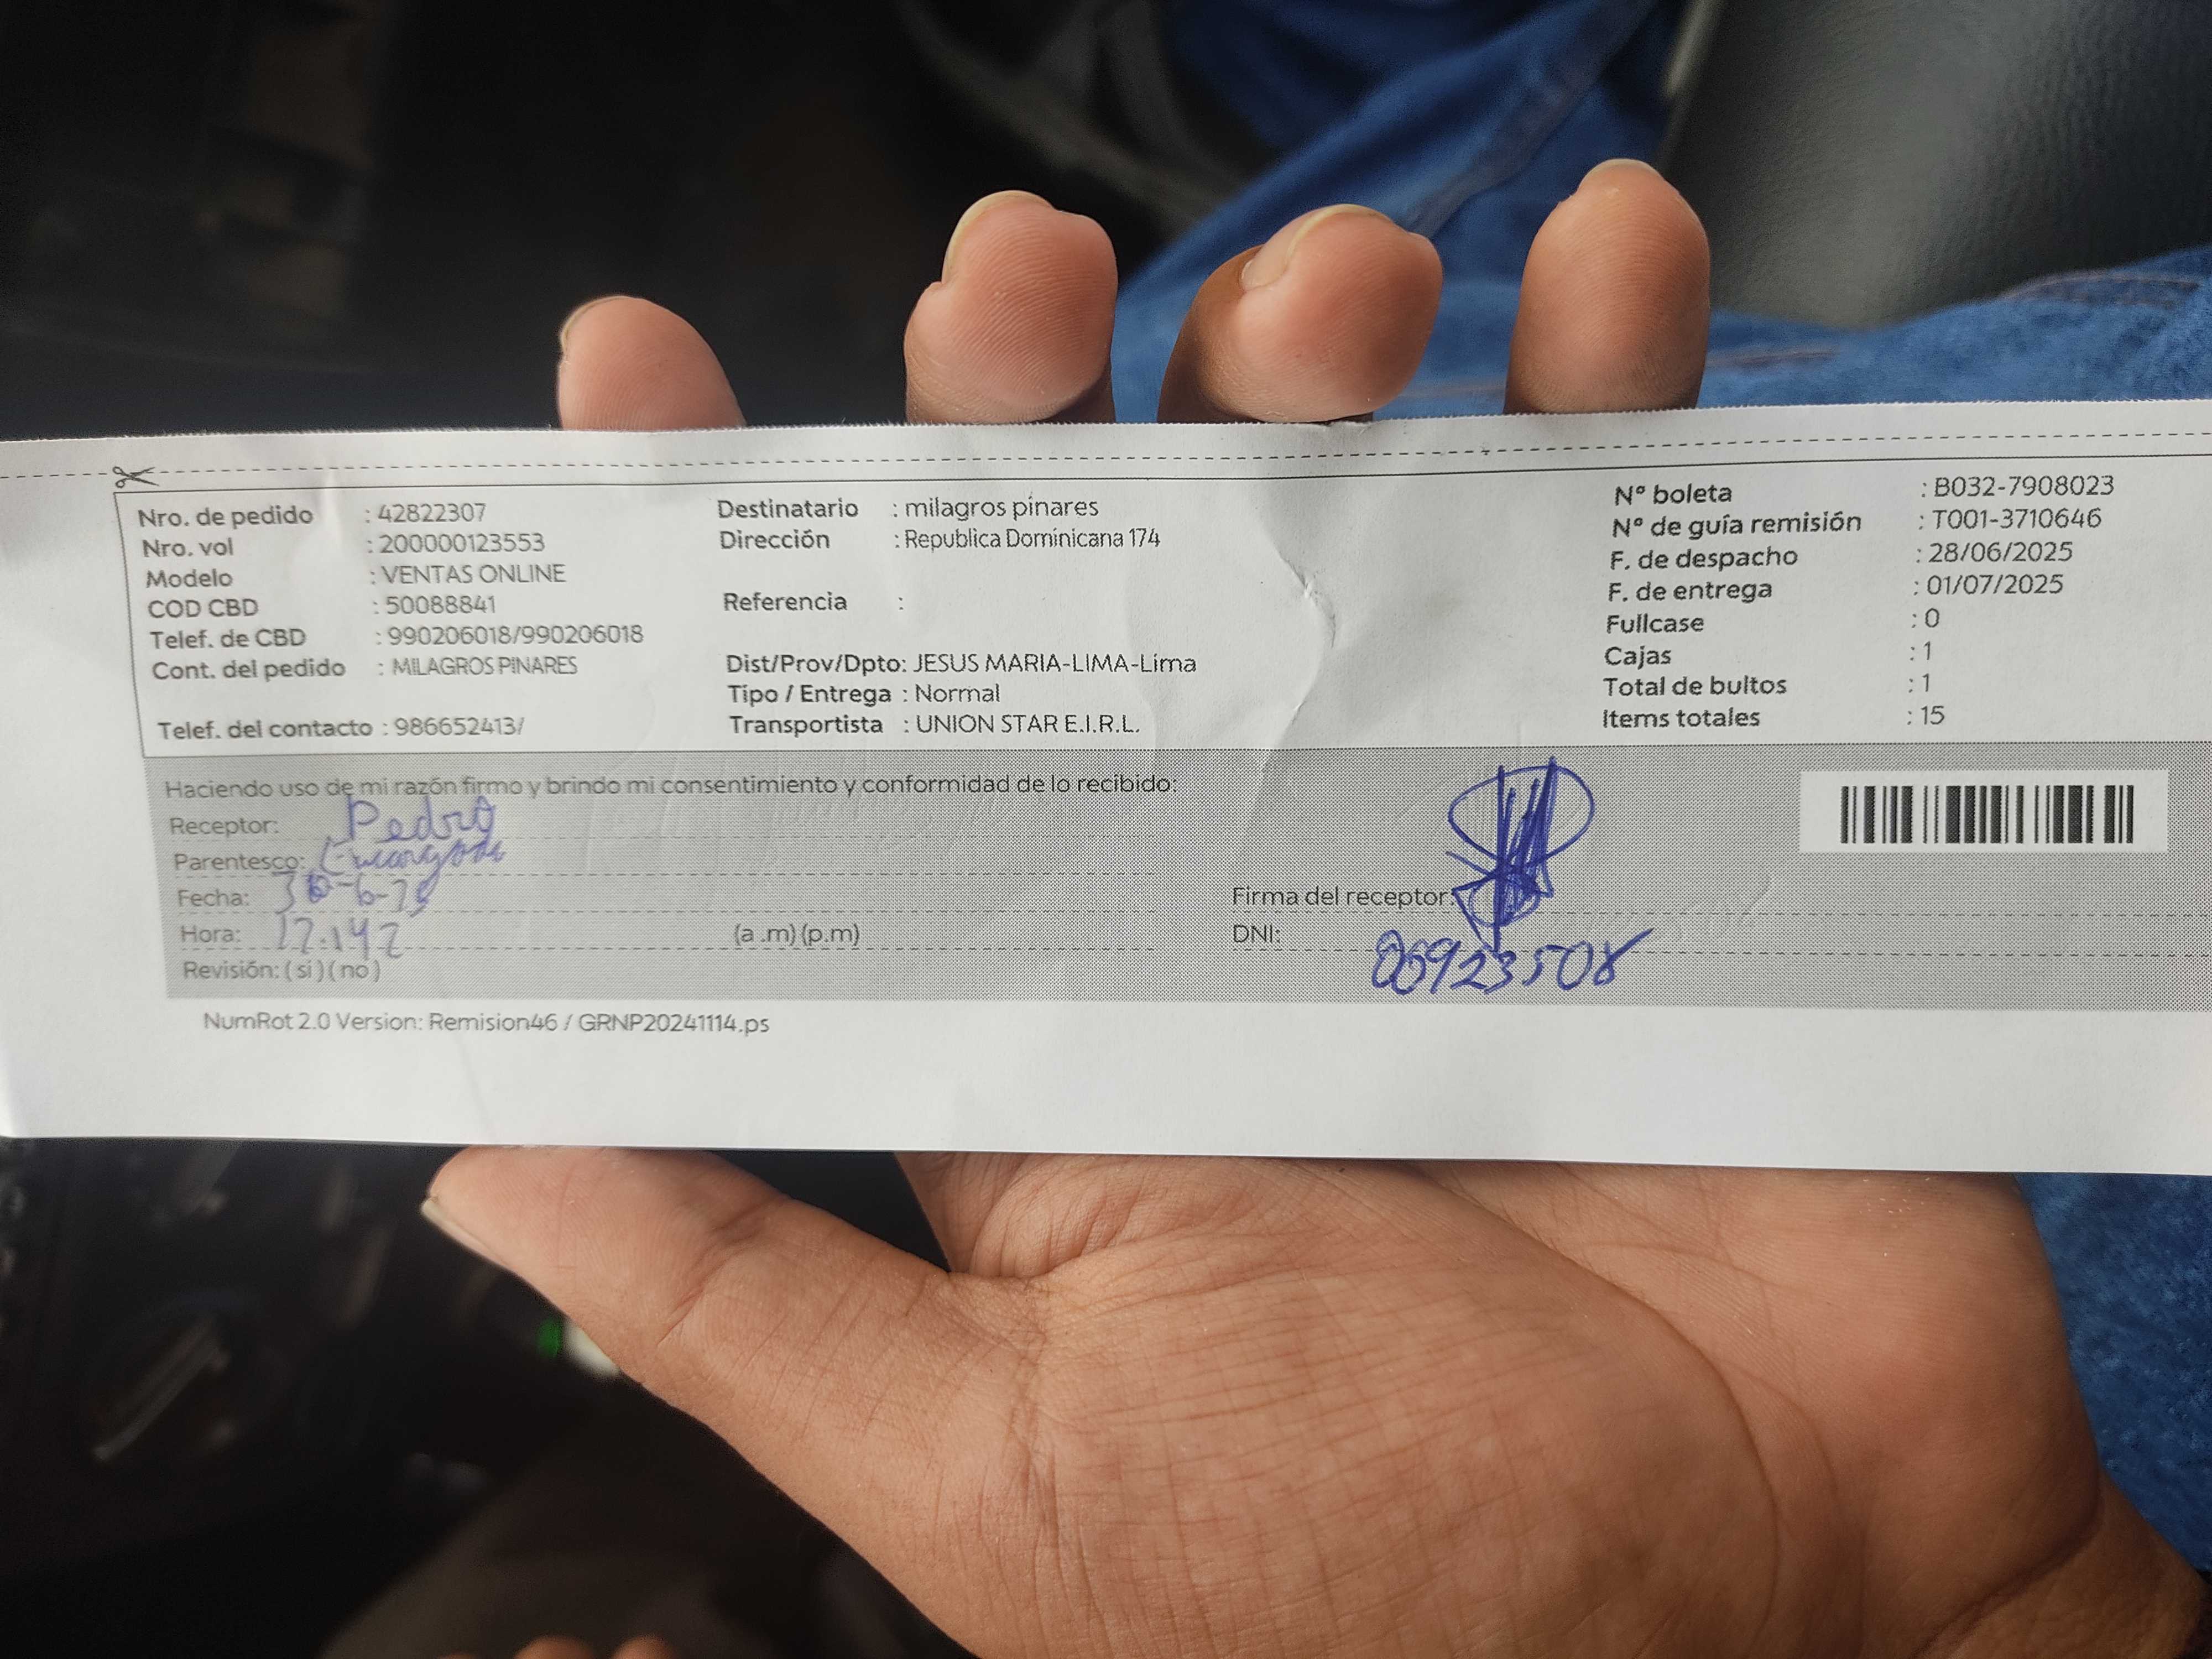 Nro. de pedido : 42822307
Nro. vol : 200000123553
Modelo : VENTAS ONLINE
COD CBD : 50088841
Telef. de CBD : 990206018/990206018
Cont. del pedido : MILAGROS PINARES
Telef. del contacto : 986652413/
Destinatario : milagros pinares
Dirección : Republica Dominicana 174
Referencia :
Dist/Prov/Dpto: JESUS MARIA-LIMA-Lima
Tipo / Entrega : Normal
Transportista : UNION STAR E.I.R.L.
N° boleta : B032-7908023
N° de guía remisión : T001-3710646
F. de despacho : 28/06/2025
F. de entrega : 01/07/2025
Fullcase : 0
Cajas : 1
Total de bultos : 1
Items totales : 15
Haciendo uso de mi razón firmo y brindo mi consentimiento y conformidad de lo recibido:
Receptor: Pedro
Parentesco: Encargado
Fecha: 30-6-25
Hora: (a .m) (p.m)
Revisión: ( si ) ( no )
Firma del receptor:
DNI: 06923508
NumRot 2.0 Version: Remision46 / GRNP20241114.ps